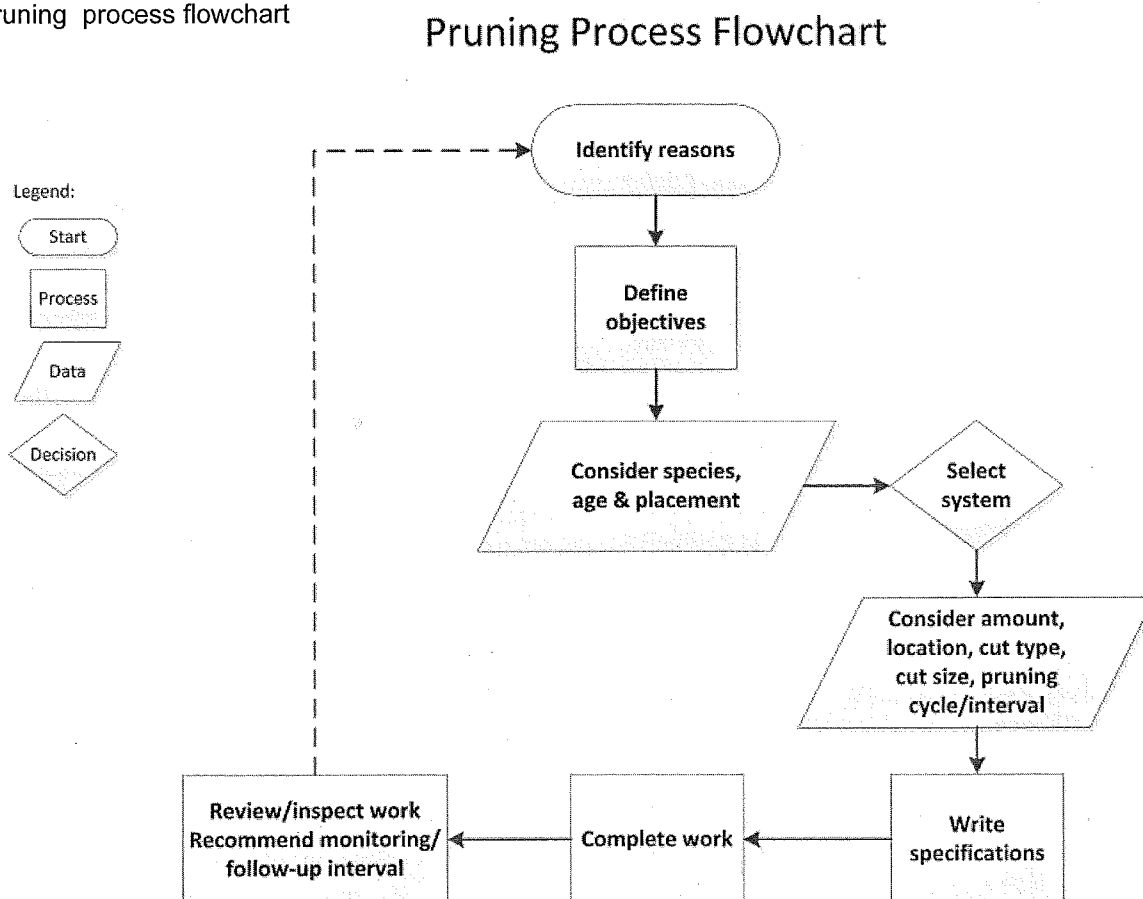 runing process flowchart
Pruning Process Flowchart
Legend:
Start
Process
Data
Decision
Identify reasons
Define
objectives
Consider species,
age & placement
Select
system
Consider amount,
location, cut type,
cut size, pruning
cycle/interval
Write
specifications
Complete work
Review/inspect work
Recommend monitoring/
follow-up interval